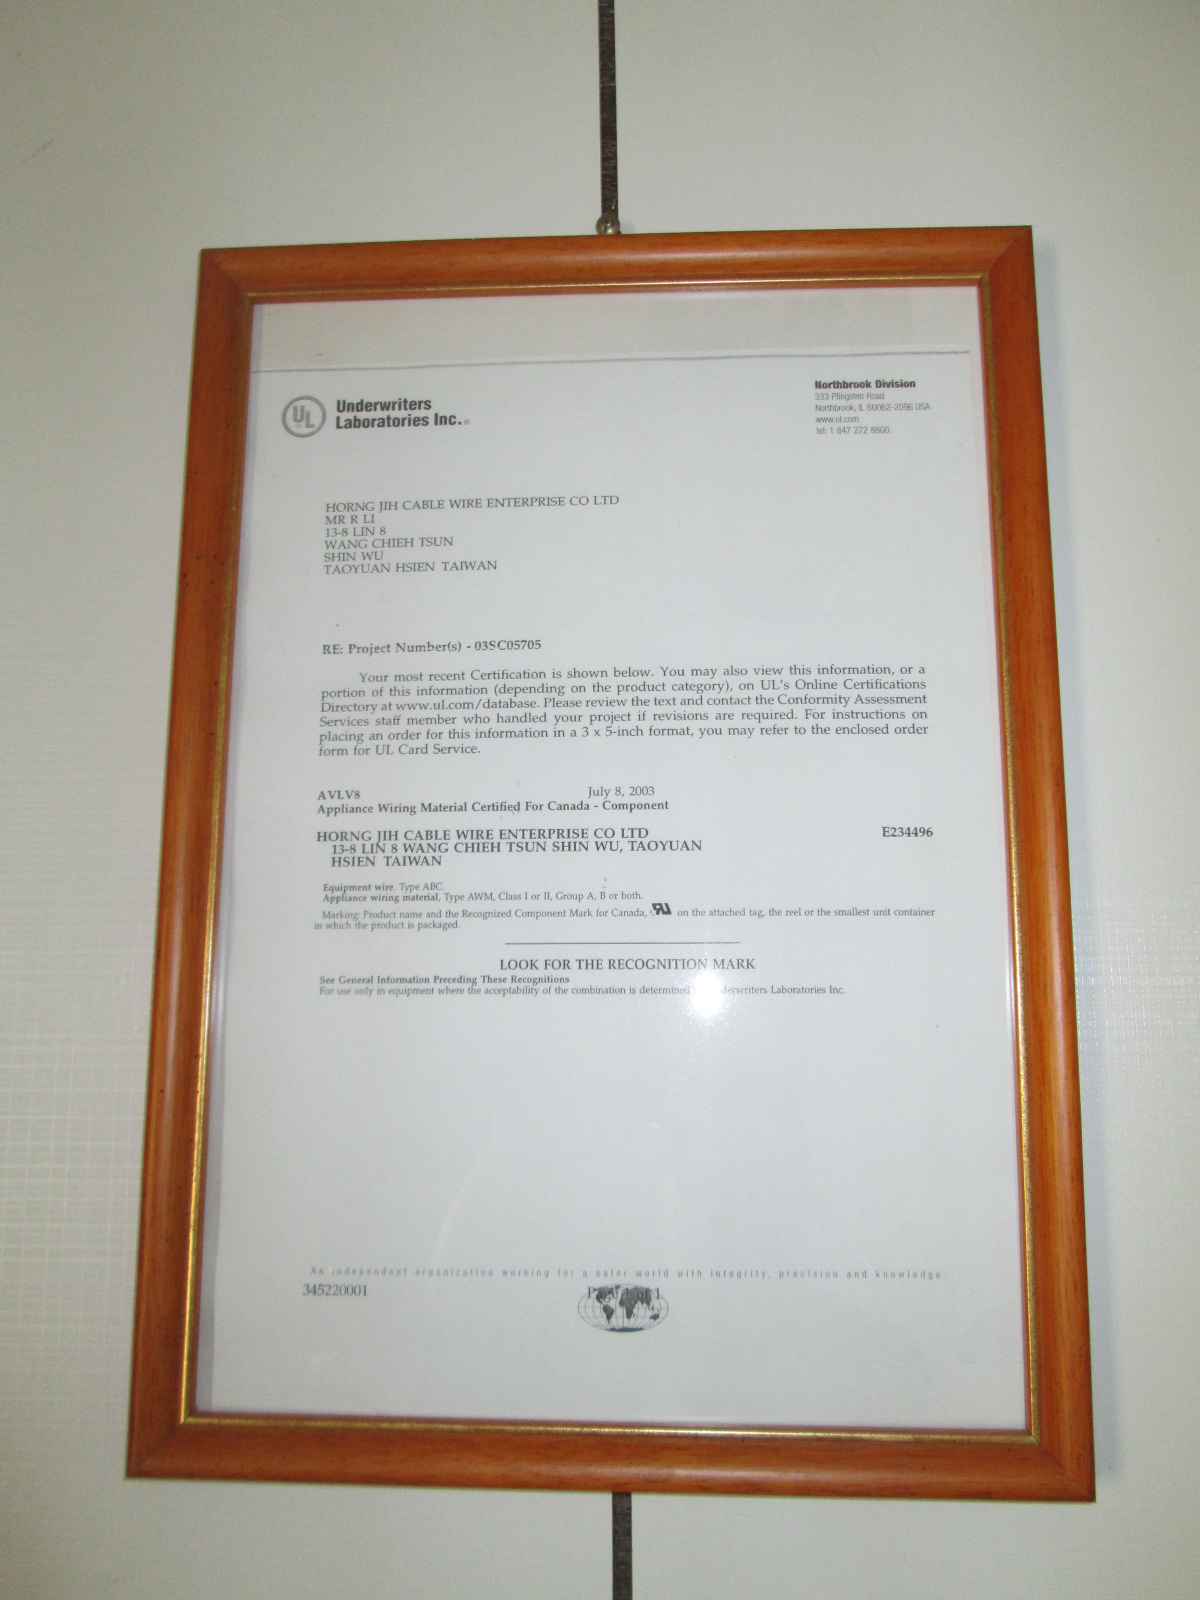 UL
Underwriters
Laboratories Inc.®
Northbrook Division
333 Pfingsten Road
Northbrook, IL 60062-2096 USA
www.ul.com
tel: 1 847 272 8800
HORNG JIH CABLE WIRE ENTERPRISE CO LTD
MR R LI
13-8 LIN 8
WANG CHIEH TSUN
SHIN WU
TAOYUAN HSIEN TAIWAN
RE: Project Number(s) - 03SC05705
Your most recent Certification is shown below. You may also view this information, or a
portion of this information (depending on the product category), on UL's Online Certifications
Directory at www.ul.com/database. Please review the text and contact the Conformity Assessment
Services staff member who handled your project if revisions are required. For instructions on
placing an order for this information in a 3 x 5-inch format, you may refer to the enclosed order
form for UL Card Service.
AVLV8 July 8, 2003
Appliance Wiring Material Certified For Canada - Component
HORNG JIH CABLE WIRE ENTERPRISE CO LTD E234496
13-8 LIN 8 WANG CHIEH TSUN SHIN WU, TAOYUAN
HSIEN TAIWAN
Equipment wire, Type ABC.
Appliance wiring material, Type AWM, Class I or II, Group A, B or both.
Marking: Product name and the Recognized Component Mark for Canada, on the attached tag, the reel or the smallest unit container
in which the product is packaged.
LOOK FOR THE RECOGNITION MARK
See General Information Preceding These Recognitions
For use only in equipment where the acceptability of the combination is determined Laboratories Inc.
An independent organization working for a safer world with integrity, precision and knowledge.
345220001
Page 1 of 1